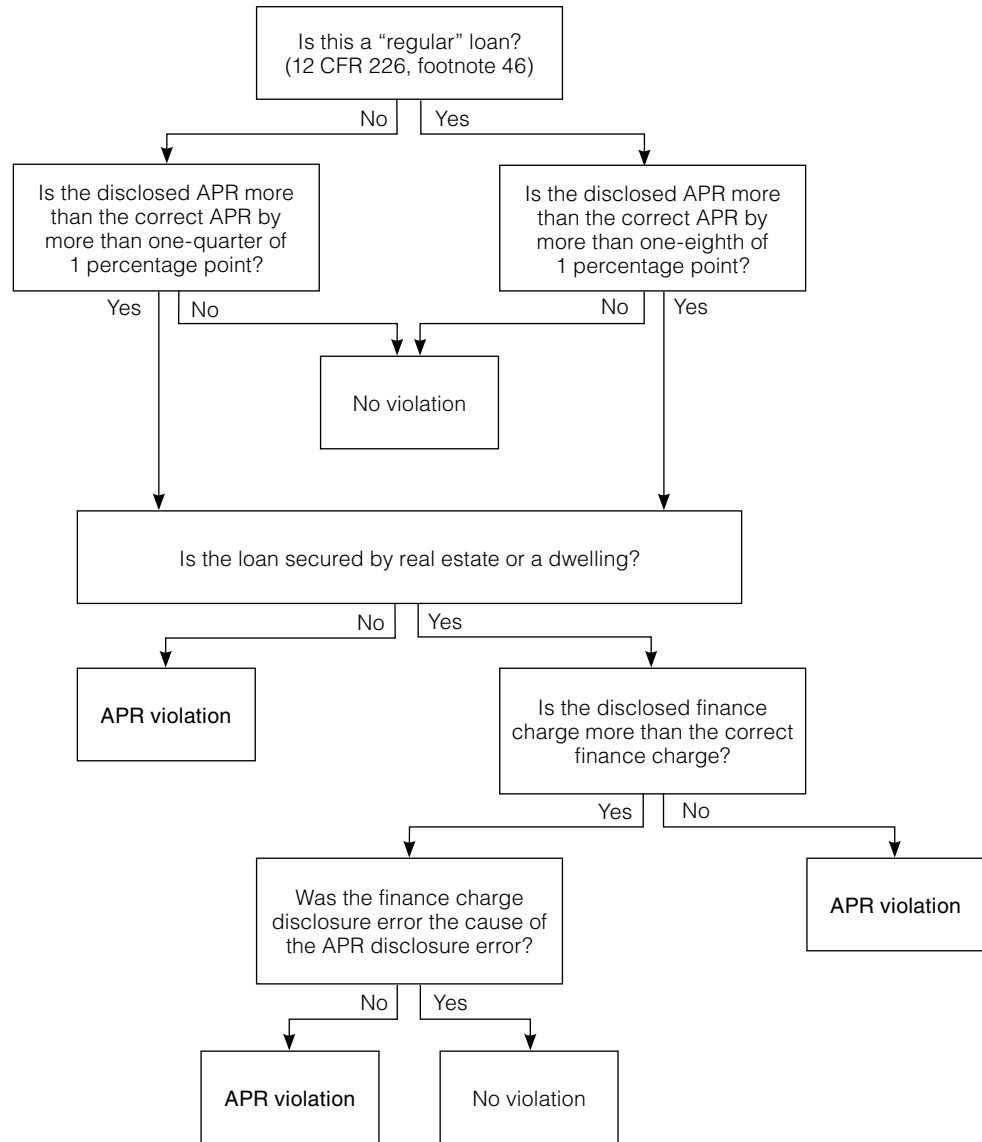 Is this a “regular” loan?
(12 CFR 226, footnote 46)
No
Yes
Is the disclosed APR more
than the correct APR by
more than one-quarter of
1 percentage point?
Is the disclosed APR more
than the correct APR by
more than one-eighth of
1 percentage point?
Yes
No
No
Yes
No violation
Is the loan secured by real estate or a dwelling?
No
Yes
APR violation
Is the disclosed finance
charge more than the correct
finance charge?
Yes
No
Was the finance charge
disclosure error the cause of
the APR disclosure error?
APR violation
No
Yes
APR violation
No violation